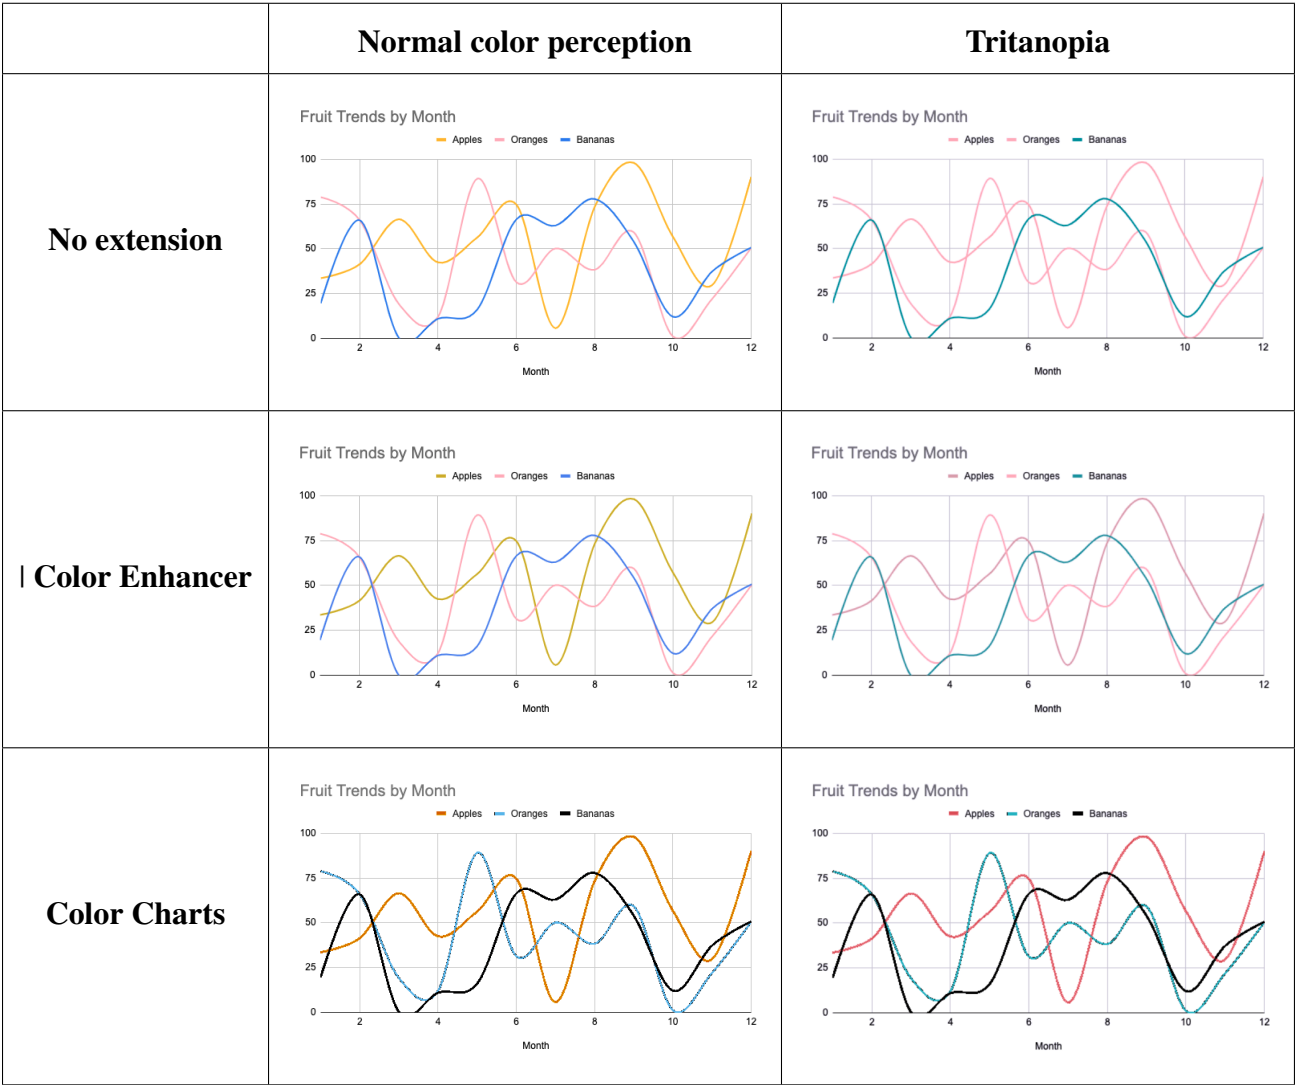 Normal color perception Tritanopia
No extension
Fruit Trends by Month
Apples Oranges Bananas
100
75
50
25
0
2 4 6 8 10 12
Month
Fruit Trends by Month
Apples Oranges Bananas
100
75
50
25
0
2 4 6 8 10 12
Month
| Color Enhancer
Fruit Trends by Month
Apples Oranges Bananas
100
75
50
25
0
2 4 6 8 10 12
Month
Fruit Trends by Month
Apples Oranges Bananas
100
75
50
25
0
2 4 6 8 10 12
Month
Color Charts
Fruit Trends by Month
Apples Oranges Bananas
100
75
50
25
0
2 4 6 8 10 12
Month
Fruit Trends by Month
Apples Oranges Bananas
100
75
50
25
0
2 4 6 8 10 12
Month